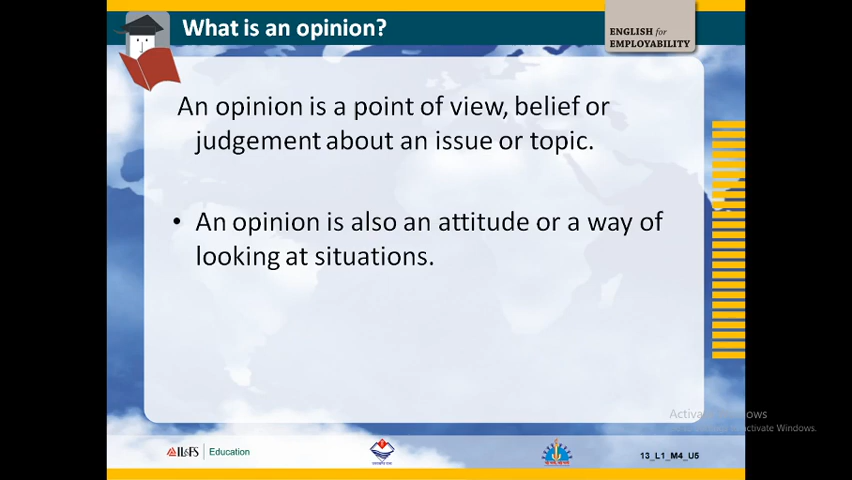 What is an opinion?
ENGLISH for
EMPLOYABILITY
An opinion is a point of view, belief or
judgement about an issue or topic.
• An opinion is also an attitude or a way of
looking at situations.
IL&FS Education
13_L1_M4_U5